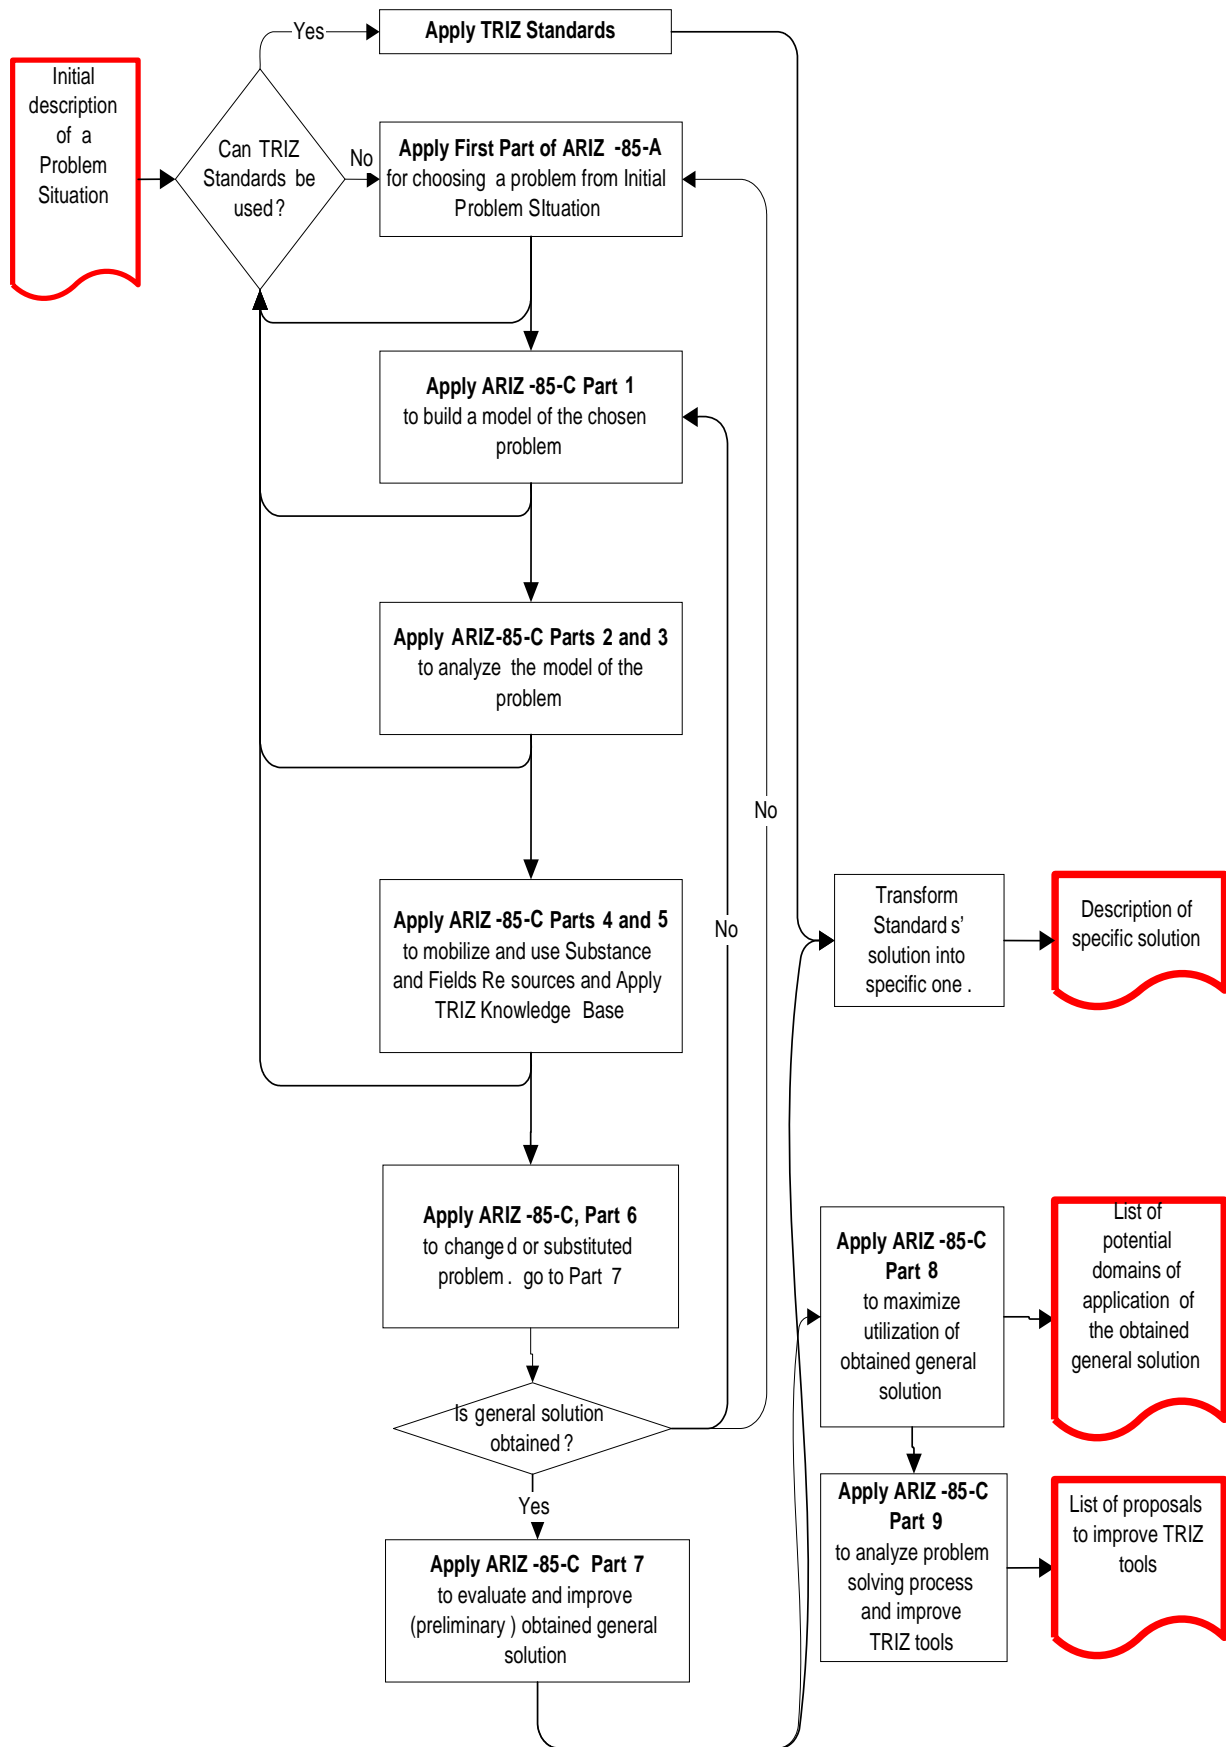 Yes
Apply TRIZ Standards
Initial
description
of a
Problem
Situation
Can TRIZ
Standards be
used?
No
Apply First Part of ARIZ -85-A
for choosing a problem from Initial
Problem SItuation
Apply ARIZ -85-C Part 1
to build a model of the chosen
problem
Apply ARIZ-85-C Parts 2 and 3
to analyze the model of the
problem
No
Apply ARIZ -85-C Parts 4 and 5
to mobilize and use Substance
and Fields Re sources and Apply
TRIZ Knowledge Base
No
Transform
Standard s'
solution into
specific one .
Description of
specific solution
Apply ARIZ -85-C, Part 6
to change d or substituted
problem . go to Part 7
Is general solution
obtained ?
Yes
Apply ARIZ -85-C Part 7
to evaluate and improve
(preliminary ) obtained general
solution
Apply ARIZ -85-C
Part 8
to maximize
utilization of
obtained general
solution
List of
potential
domains of
application of
the obtained
general solution
Apply ARIZ -85-C
Part 9
to analyze problem
solving process
and improve
TRIZ tools
List of proposals
to improve TRIZ
tools